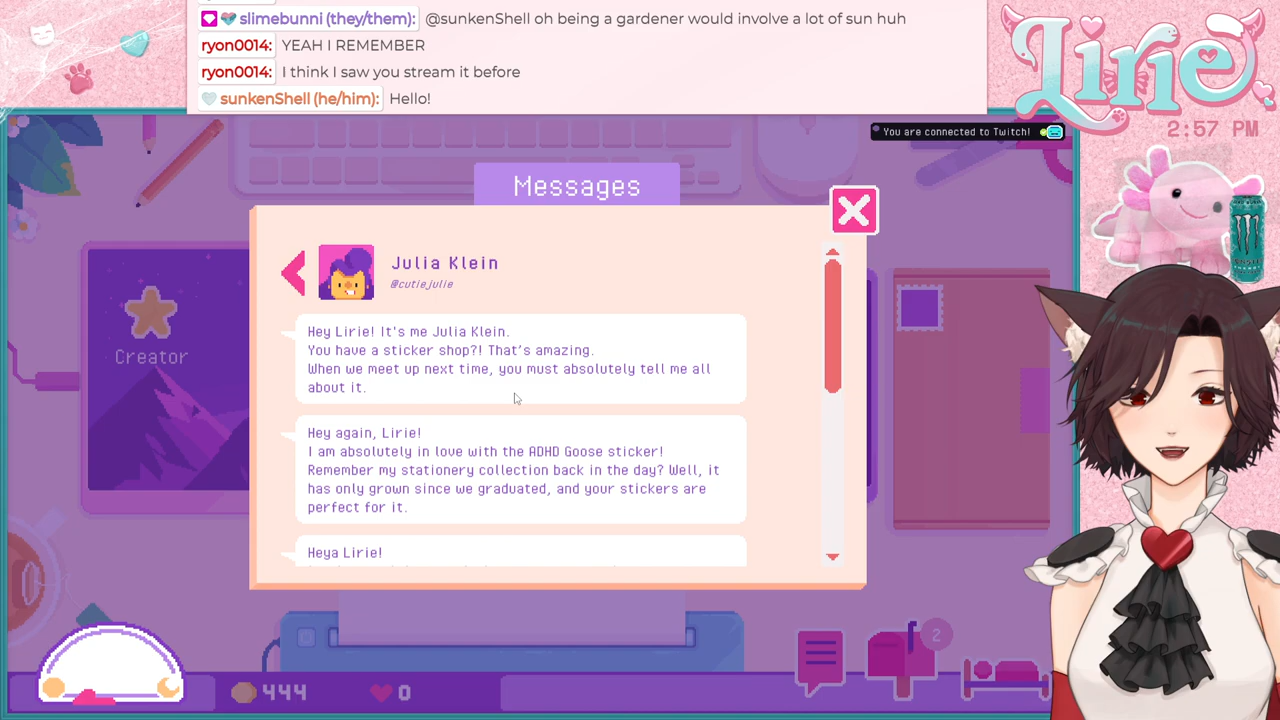 slimebunni (they/them): @sunkenShell oh being a gardener would involve a lot of sun huh
ryon0014: YEAH I REMEMBER
ryon0014: I think I saw you stream it before
sunkenShell (he/him): Hello!
Lirie
2:57 PM
You are connected to Twitch!
Messages
Julia Klein
@cutie_julie
Creator
Hey Lirie! It's me Julia Klein.
You have a sticker shop?! That's amazing.
When we meet up next time, you must absolutely tell me all
about it.
Hey again, Lirie!
I am absolutely in love with the ADHD Goose sticker!
Remember my stationery collection back in the day? Well, it
has only grown since we graduated, and your stickers are
perfect for it.
Heya Lirie!
2
444
0